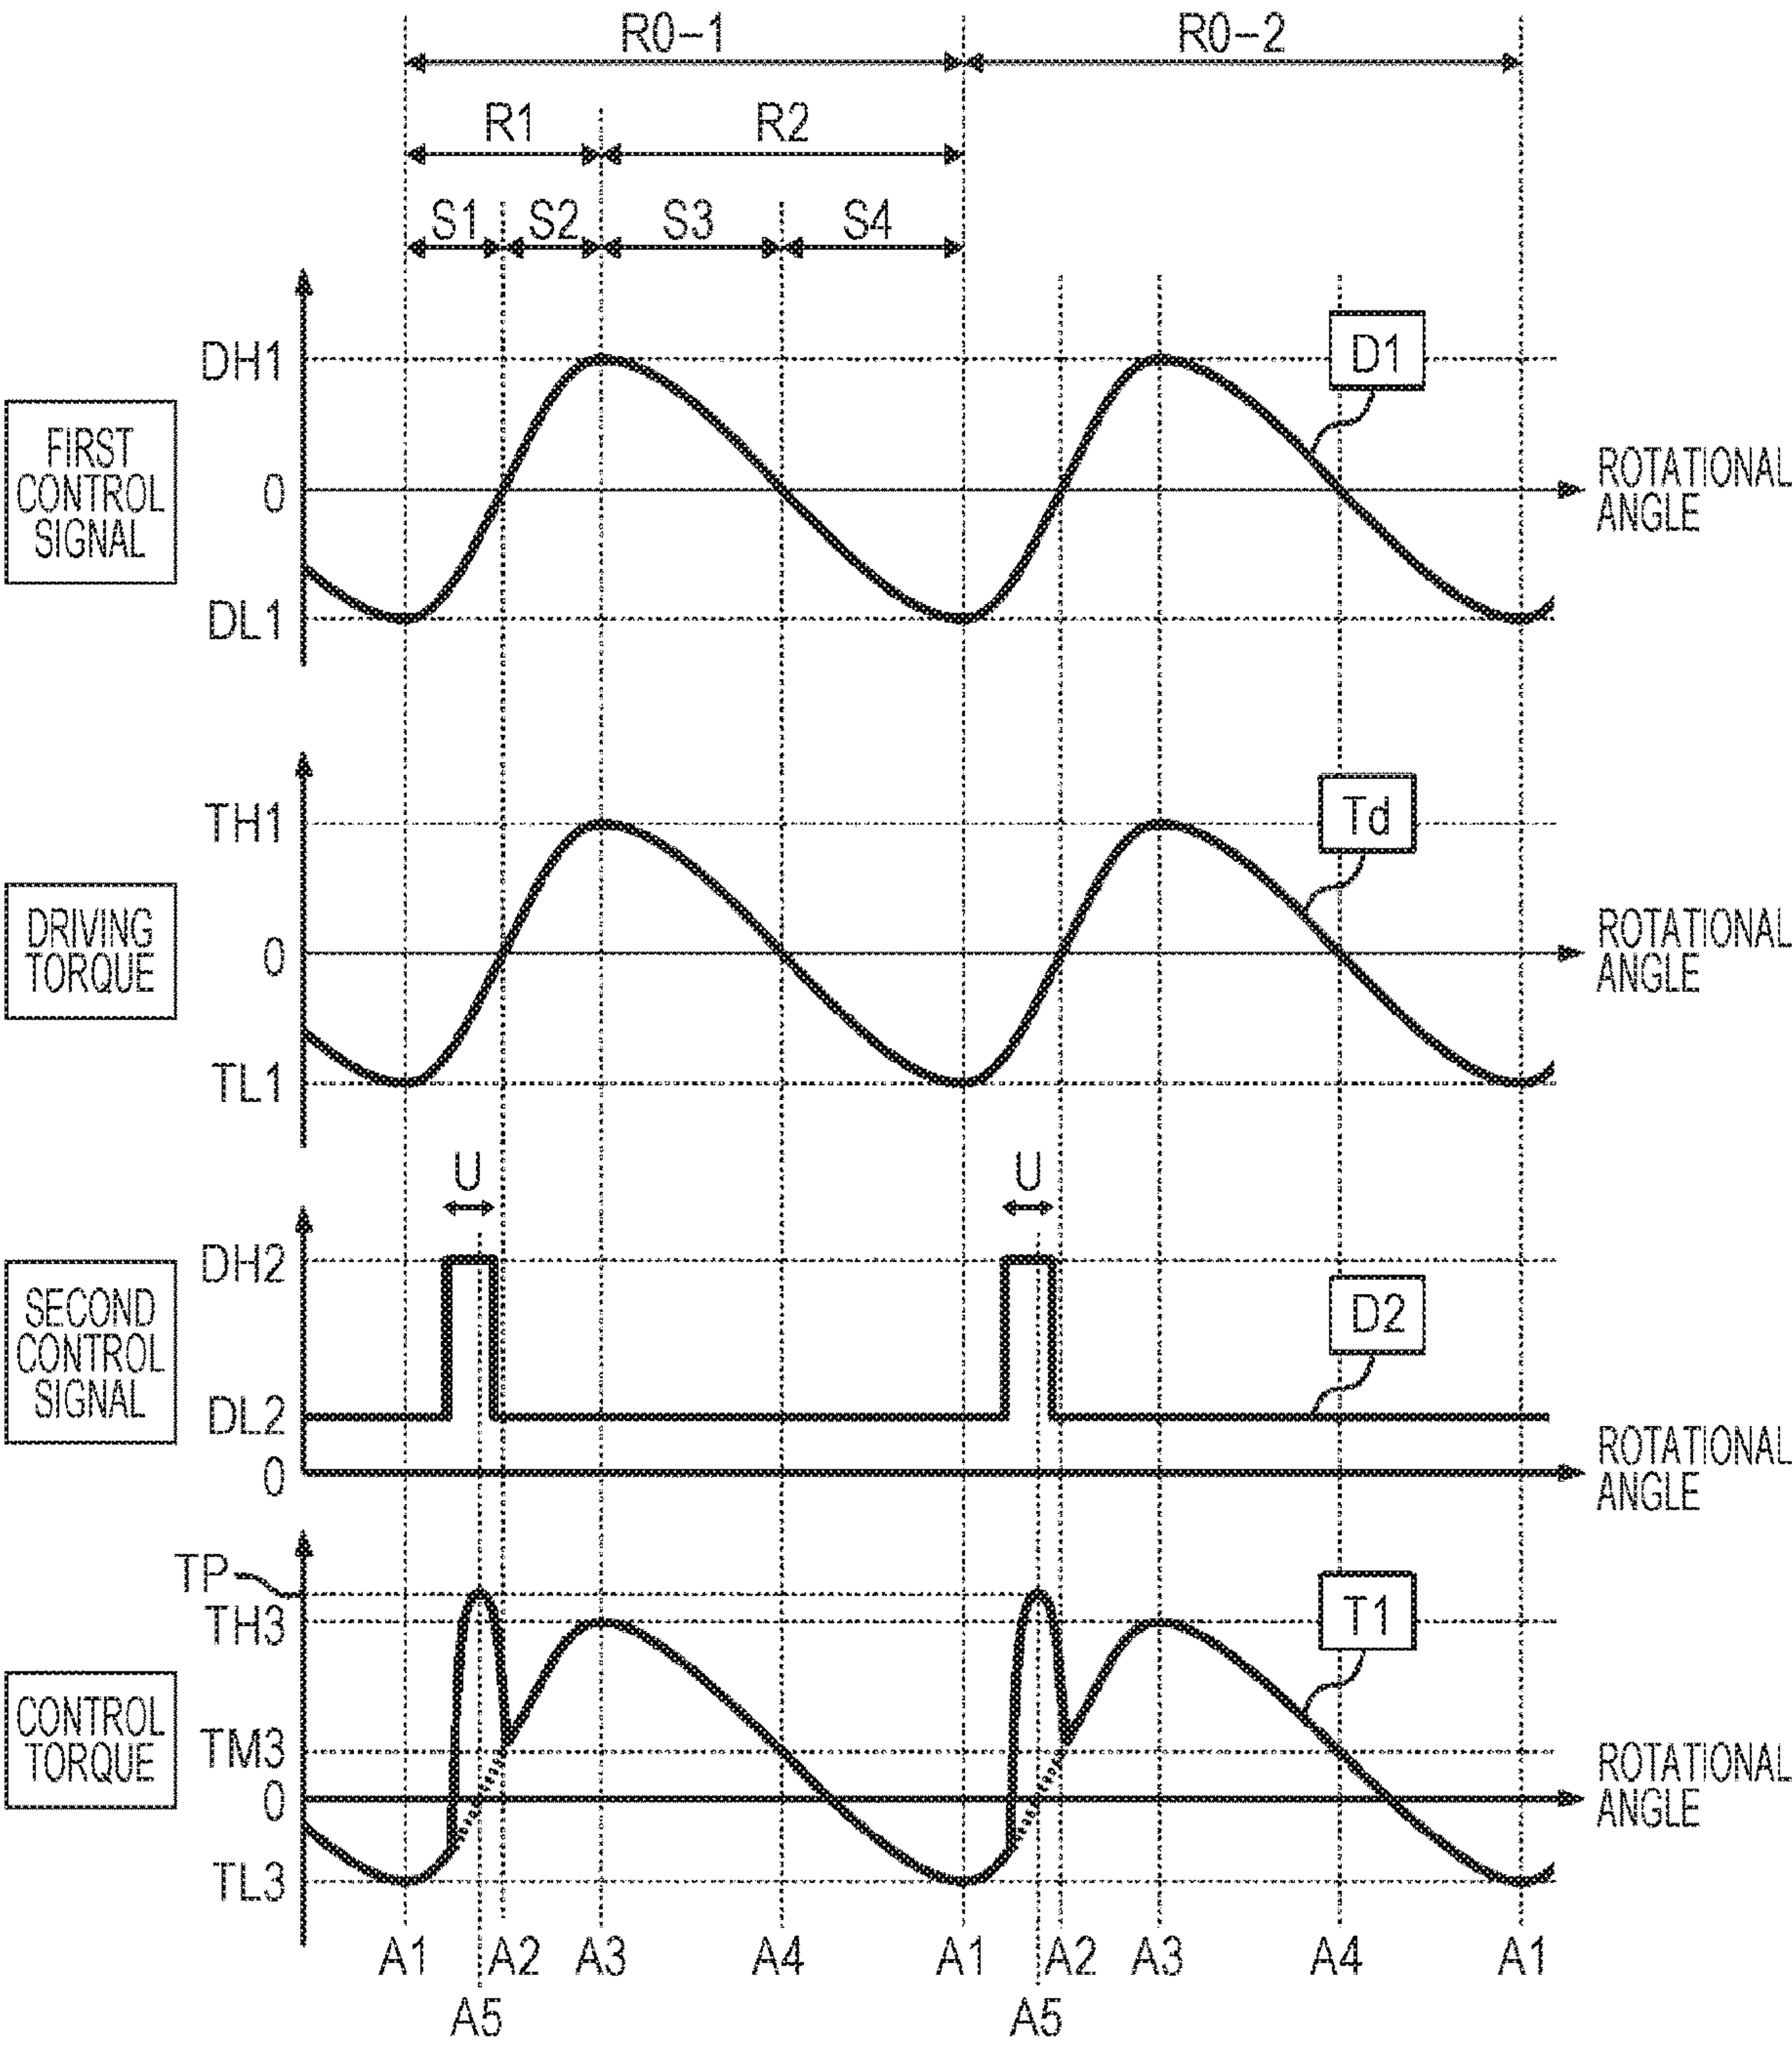 R0–1 R0–2
R1 R2
S1 S2 S3 S4
FIRST
CONTROL
SIGNAL
DH1
0
DL1
D1
ROTATIONAL
ANGLE
DRIVING
TORQUE
TH1
0
TL1
Td
ROTATIONAL
ANGLE
U U
SECOND
CONTROL
SIGNAL
DH2
DL2
0
D2
ROTATIONAL
ANGLE
CONTROL
TORQUE
TP
TH3
TM3
0
TL3
T1
ROTATIONAL
ANGLE
A1 A2 A3 A4 A1 A2 A3 A4 A1
A5 A5